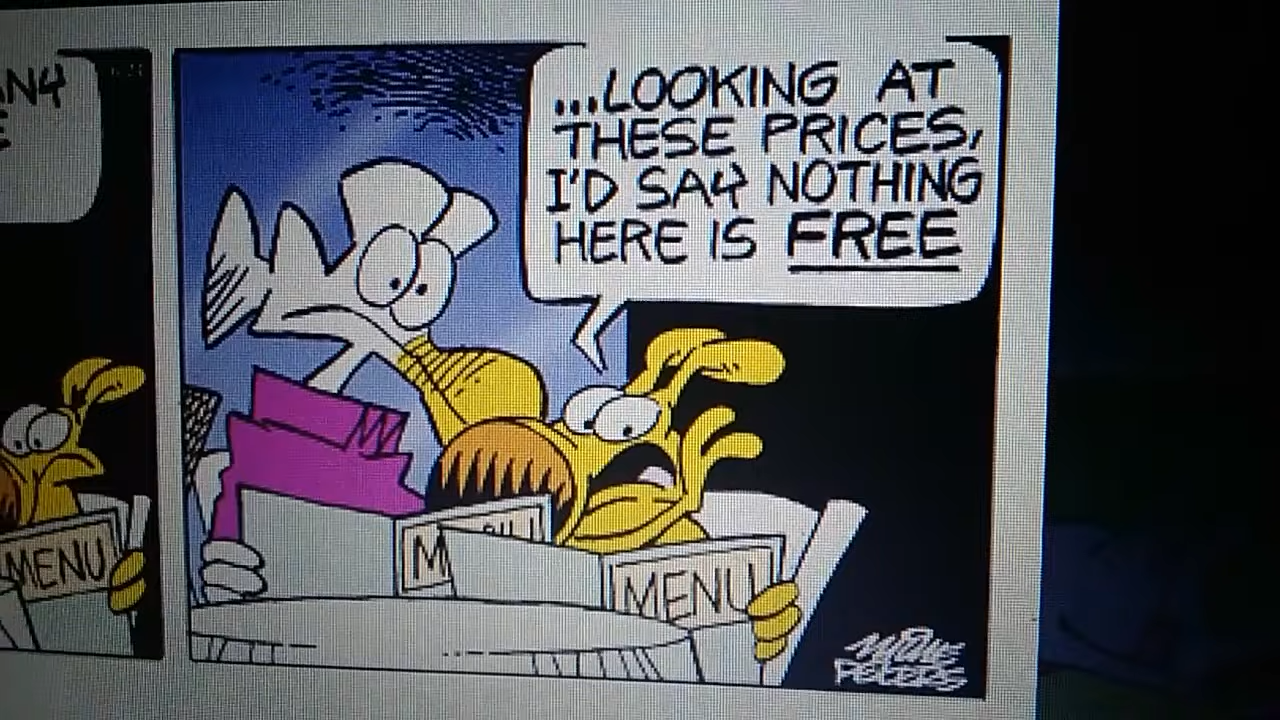 ...LOOKING AT
THESE PRICES,
I'D SAY NOTHING
HERE IS FREE
MENU
MENU
MIKE
PETERS